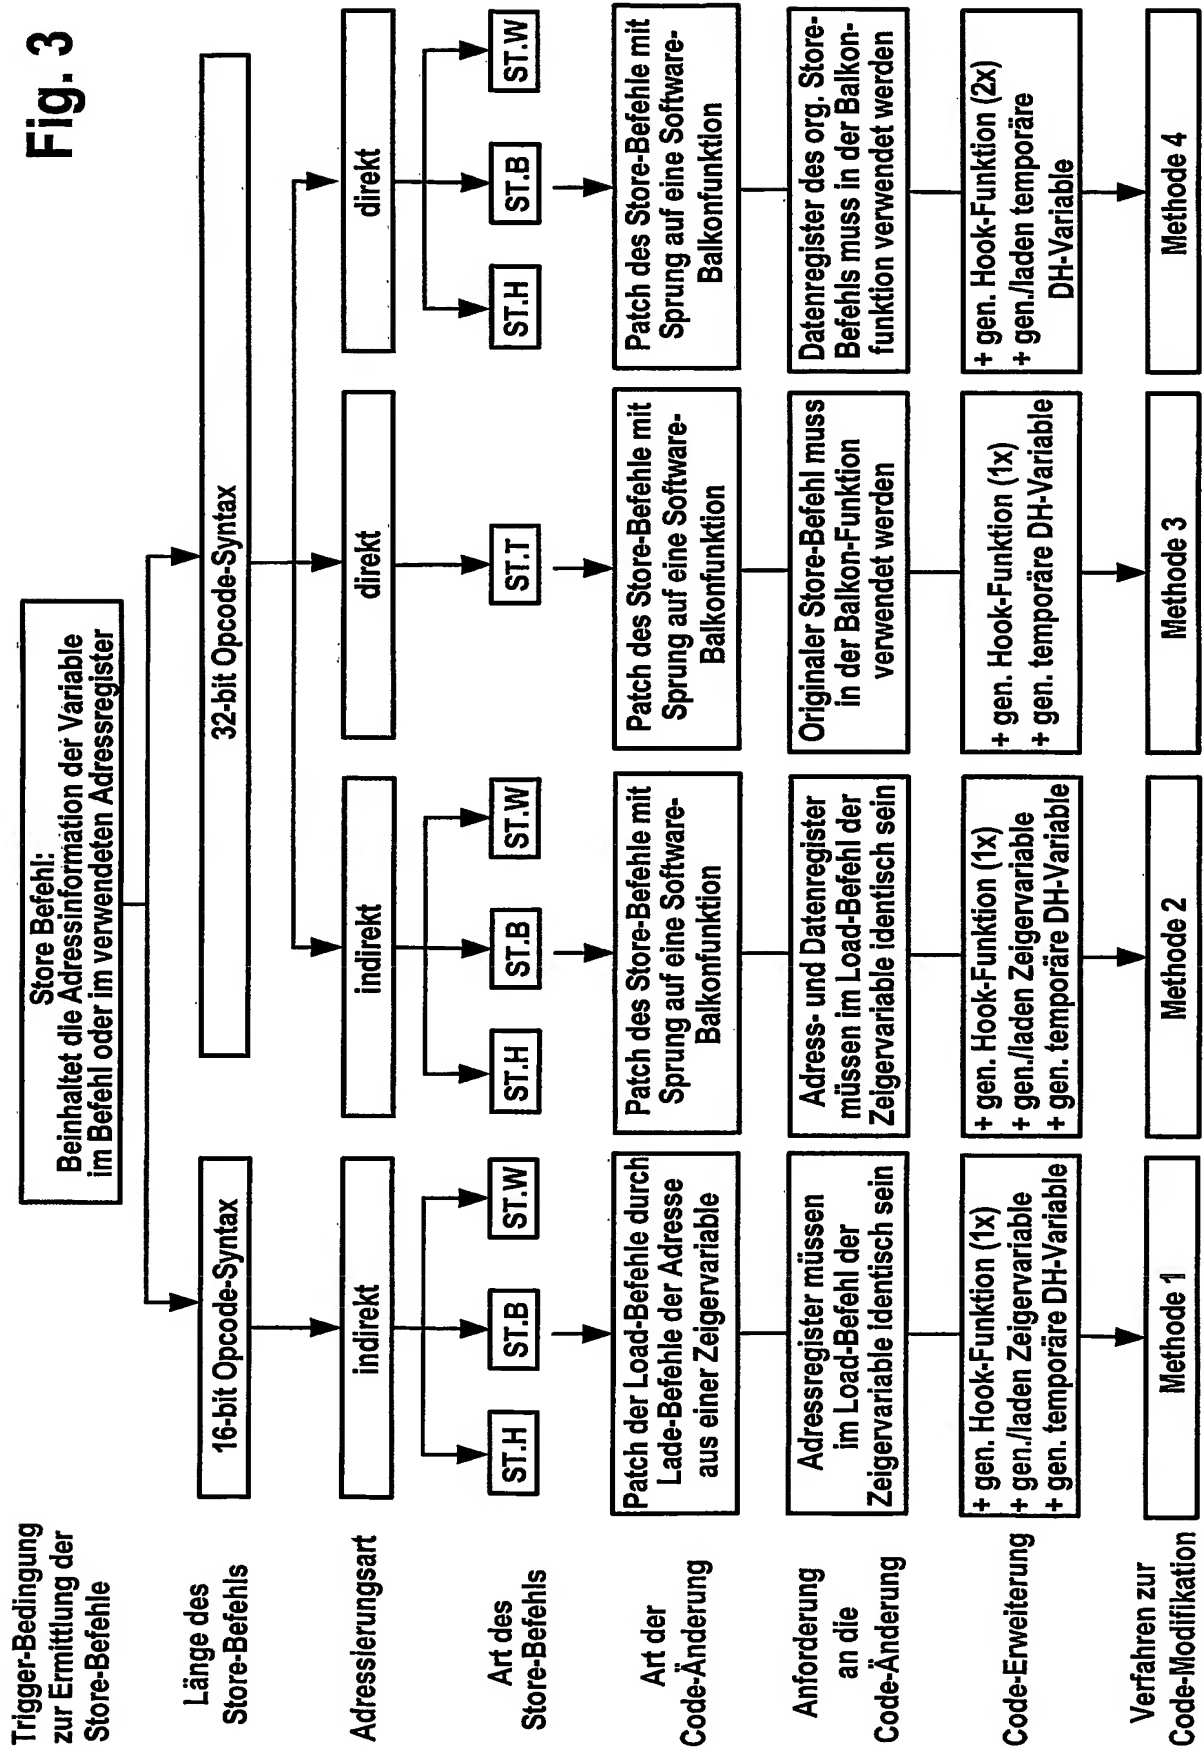 Fig. 3
Trigger-Bedingung
zur Ermittlung der
Store-Befehle
Store Befehl:
Beinhaltet die Adressinformation der Variable
im Befehl oder im verwendeten Adressregister
Länge des
Store-Befehls
16-bit Opcode-Syntax
32-bit Opcode-Syntax
Adressierungsart
indirekt
indirekt
direkt
direkt
Art des
Store-Befehls
ST.H
ST.B
ST.W
ST.H
ST.B
ST.W
ST.T
ST.H
ST.B
ST.W
Art der
Code-Änderung
Patch der Load-Befehle durch
Lade-Befehle der Adresse
aus einer Zeigervariable
Patch des Store-Befehle mit
Sprung auf eine Software-
Balkonfunktion
Patch des Store-Befehle mit
Sprung auf eine Software-
Balkonfunktion
Patch des Store-Befehle mit
Sprung auf eine Software-
Balkonfunktion
Anforderung
an die
Code-Änderung
Adressregister müssen
im Load-Befehl der
Zeigervariable identisch sein
Adress- und Datenregister
müssen im Load-Befehl der
Zeigervariable identisch sein
Originaler Store-Befehl muss
in der Balkon-Funktion
verwendet werden
Datenregister des org. Store-
Befehls muss in der Balkon-
funktion verwendet werden
Code-Erweiterung
+ gen. Hook-Funktion (1x)
+ gen./laden Zeigervariable
+ gen. temporäre DH-Variable
+ gen. Hook-Funktion (1x)
+ gen./laden Zeigervariable
+ gen. temporäre DH-Variable
+ gen. Hook-Funktion (1x)
+ gen. temporäre DH-Variable
+ gen. Hook-Funktion (2x)
+ gen./laden temporäre
DH-Variable
Verfahren zur
Code-Modifikation
Methode 1
Methode 2
Methode 3
Methode 4